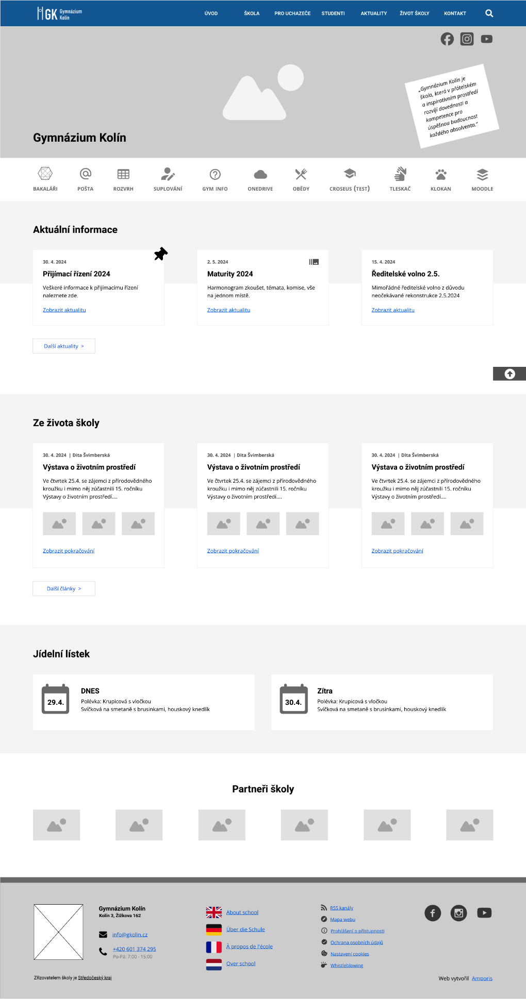 GK Gymnázium
Kolín
ÚVOD ŠKOLA PRO UCHAZEČE STUDENTI AKTUALITY ŽIVOT ŠKOLY KONTAKT
„Gymnázium Kolín je
škola, která v přátelském
a inspirativním prostředí
rozvíjí dovednosti a
kompetence pro
úspěšnou budoucnost
každého absolventa.“
Gymnázium Kolín
BAKALÁŘI POŠTA ROZVRH SUPLOVÁNÍ GYM INFO ONEDRIVE OBĚDY CROSEUS (TEST) TLESKAČ KLOKAN MOODLE
Aktuální informace
30. 4. 2024
Přijímací řízení 2024
Veškeré informace k přijímacímu řízení
naleznete zde.
Zobrazit aktualitu
2. 5. 2024
Maturity 2024
Harmonogram zkoušet, témata, komise, vše
na jednom místě.
Zobrazit aktualitu
15. 4. 2024
Ředitelské volno 2.5.
Mimořádné ředitelské volno z důvodu
neočekávané rekonstrukce 2.5.2024
Zobrazit aktualitu
Další aktuality >
Ze života školy
30. 4. 2024 | Dita Švimberská
Výstava o životním prostředí
Ve čtvrtek 25.4. se zájemci z přírodovědného
kroužku i mimo něj zúčastnili 15. ročníku
Výstavy o životním prostředí....
Zobrazit pokračování
30. 4. 2024 | Dita Švimberská
Výstava o životním prostředí
Ve čtvrtek 25.4. se zájemci z přírodovědného
kroužku i mimo něj zúčastnili 15. ročníku
Výstavy o životním prostředí....
Zobrazit pokračování
30. 4. 2024 | Dita Švimberská
Výstava o životním prostředí
Ve čtvrtek 25.4. se zájemci z přírodovědného
kroužku i mimo něj zúčastnili 15. ročníku
Výstavy o životním prostředí....
Zobrazit pokračování
Další články >
Jídelní lístek
29.4.
DNES
Polévka: Krupicová s vločkou
Svíčková na smetaně s brusinkami, houskový knedlík
30.4.
Zítra
Polévka: Krupicová s vločkou
Svíčková na smetaně s brusinkami, houskový knedlík
Partneři školy
Gymnázium Kolín
Kolín 3, Žižkova 162
info@gkolin.cz
+420 601 374 295
Po-Pá: 7:00 - 15:00
Zřizovatelem školy je Středočeský kraj
About school
Über die Schule
À propos de l'école
Over school
RSS kanály
Mapa webu
Prohlášení o přístupnosti
Ochrana osobních údajů
Nastavení cookies
Whistleblowing
Web vytvořil Amporis